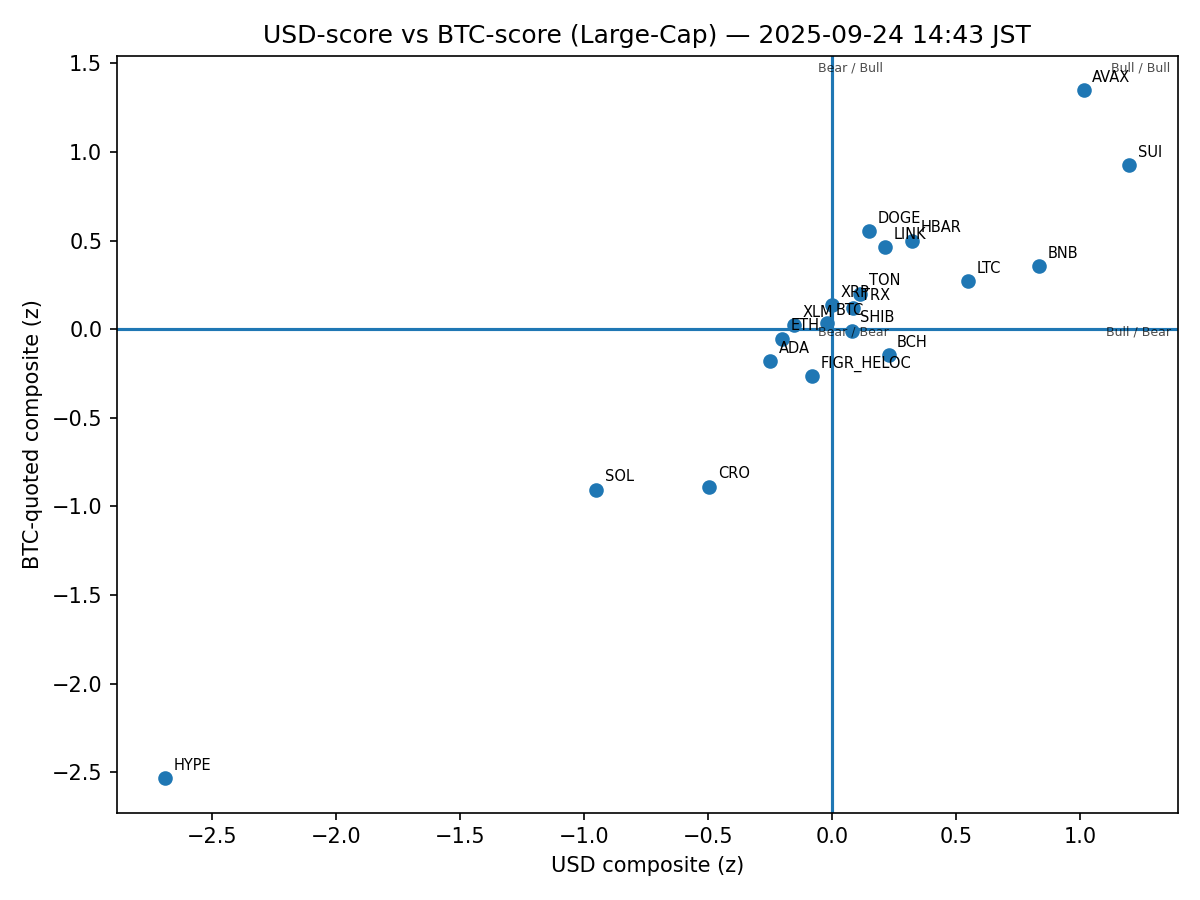 USD-score vs BTC-score (Large-Cap) — 2025-09-24 14:43 JST
BTC-quoted composite (z)
1.5
1.0
0.5
0.0
−0.5
−1.0
−1.5
−2.0
−2.5
Bear / Bull
Bull / Bull
AVAX
SUI
DOGE
HBAR
LINK
BNB
LTC
TON
XRP
TRX
XLM
BTC
SHIB
ETH
Bear / Bear
Bull / Bear
BCH
ADA
FIGR_HELOC
SOL
CRO
HYPE
−2.5
−2.0
−1.5
−1.0
−0.5
0.0
0.5
1.0
USD composite (z)